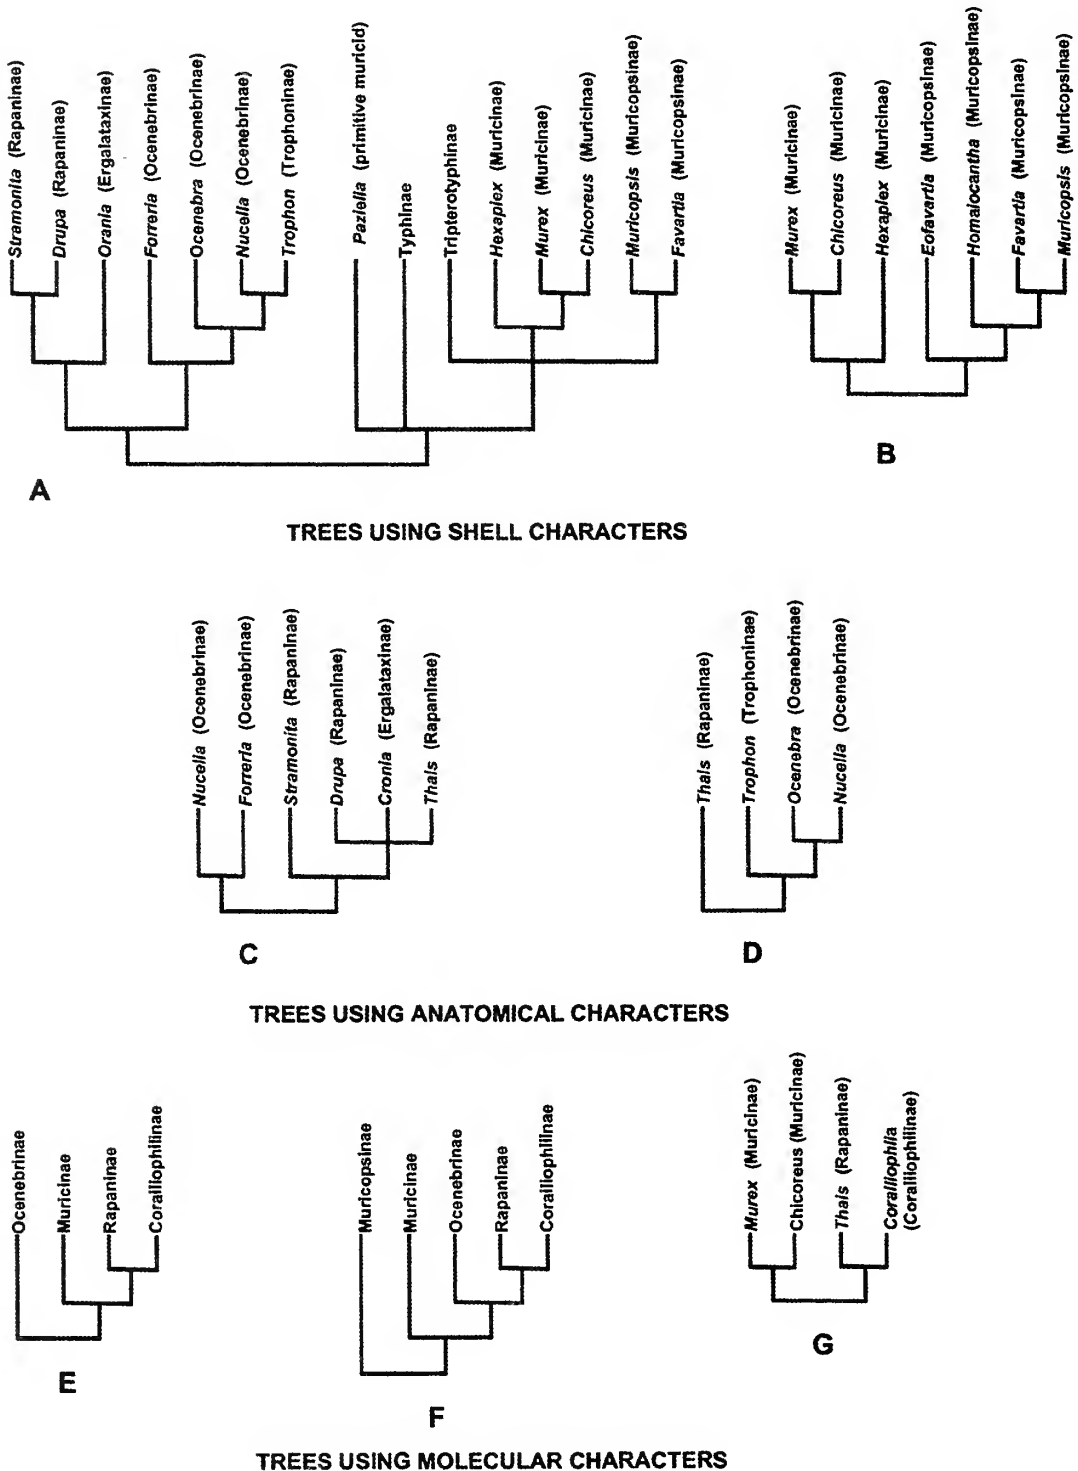 Stramonita (Rapaninae)
Drupa (Rapaninae)
Orania (Ergalataxinae)
Forreria (Ocenebrinae)
Ocenebra (Ocenebrinae)
Nucella (Ocenebrinae)
Trophon (Trophoninae)
Paziella (primitive muricid)
Typhinae
Tripterotyphinae
Hexaplex (Muricinae)
Murex (Muricinae)
Chicoreus (Muricinae)
Muricopsis (Muricopsinae)
Favartia (Muricopsinae)
A
Murex (Muricinae)
Chicoreus (Muricinae)
Hexaplex (Muricinae)
Eofavartia (Muricopsinae)
Homalocantha (Muricopsinae)
Favartia (Muricopsinae)
Muricopsis (Muricopsinae)
B
TREES USING SHELL CHARACTERS
Nucella (Ocenebrinae)
Forreria (Ocenebrinae)
Stramonita (Rapaninae)
Drupa (Rapaninae)
Cronia (Ergalataxinae)
Thais (Rapaninae)
C
Thais (Rapaninae)
Trophon (Trophoninae)
Ocenebra (Ocenebrinae)
Nucella (Ocenebrinae)
D
TREES USING ANATOMICAL CHARACTERS
Ocenebrinae
Muricinae
Rapaninae
Coralliophilinae
E
Muricopsinae
Muricinae
Ocenebrinae
Rapaninae
Coralliophilinae
F
Murex (Muricinae)
Chicoreus (Muricinae)
Thais (Rapaninae)
Coralliophila
(Coralliophilinae)
G
TREES USING MOLECULAR CHARACTERS